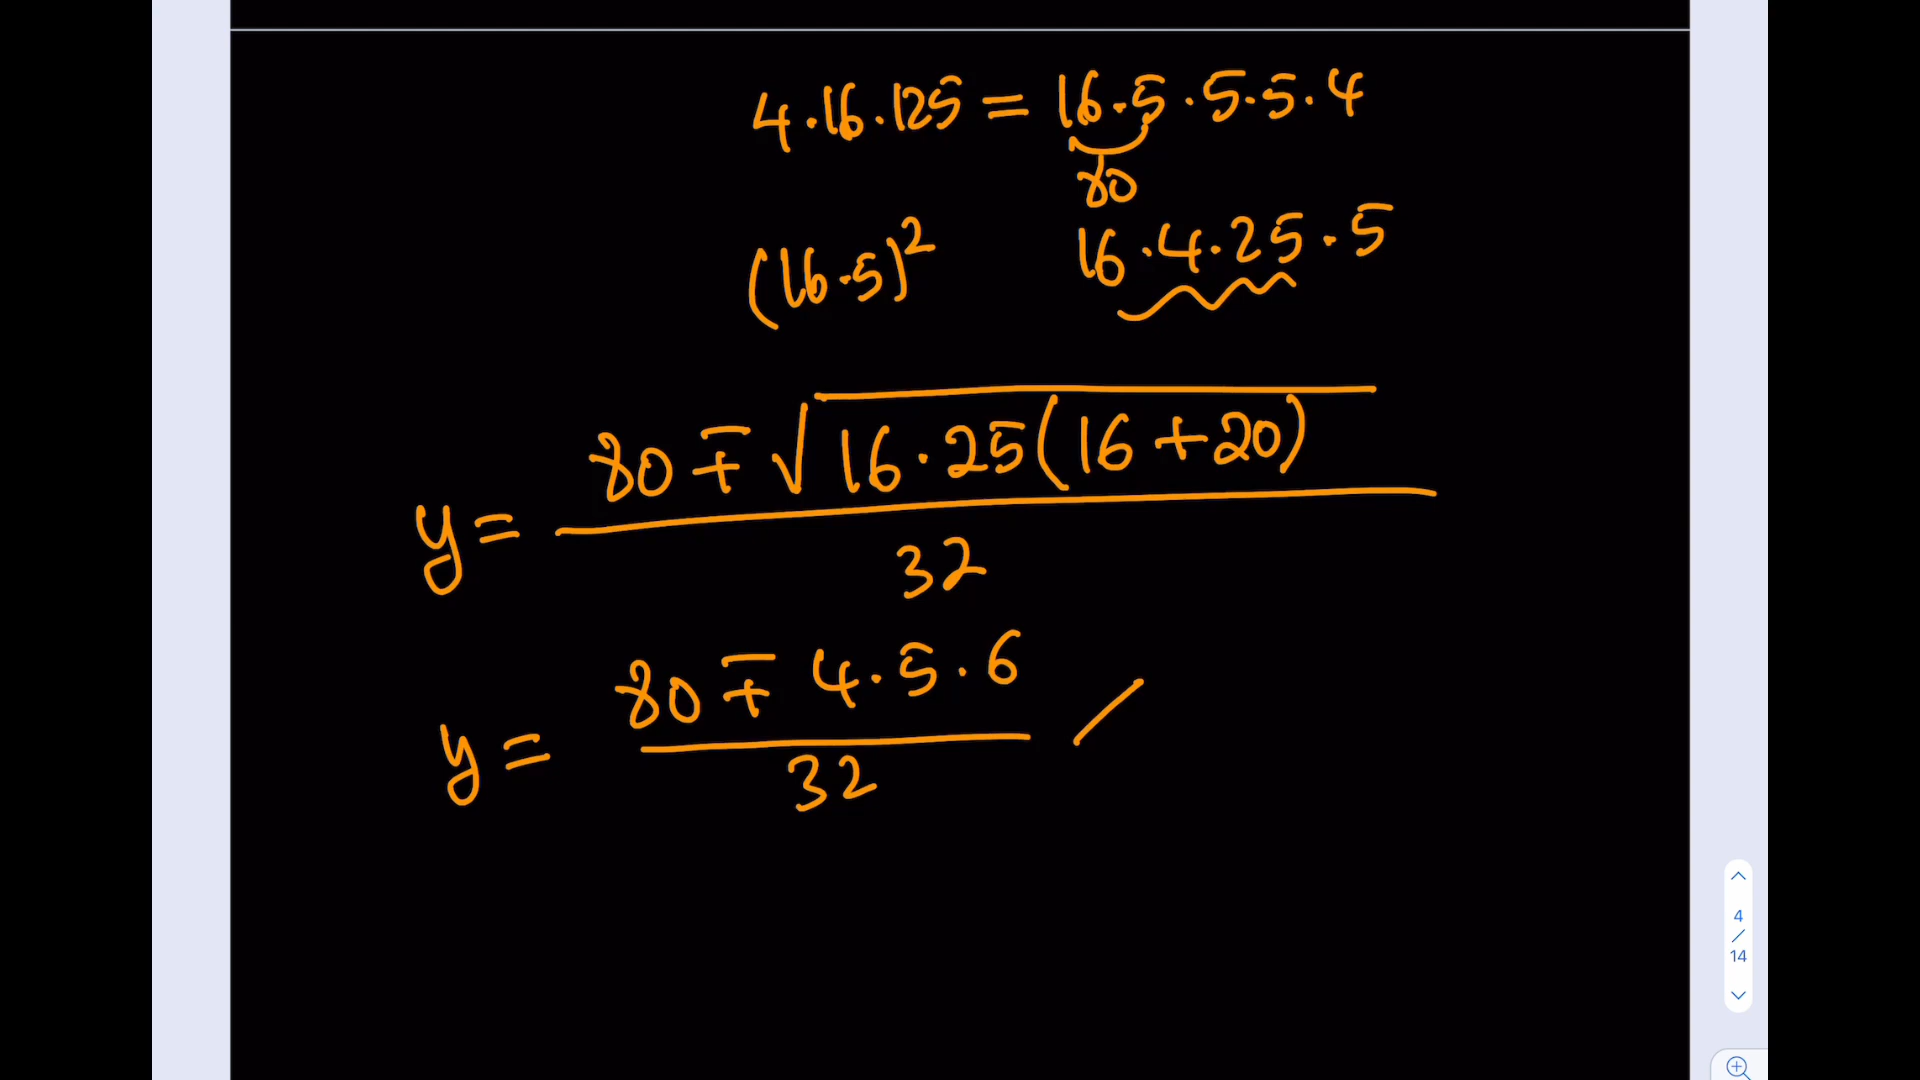 4·16·125 = 16·5·5·5·4
80
(16·5)² 16·4·25·5
y = 80 ∓ √16·25(16+20)
32
y = 80 ∓ 4·5·6 /
32
4
/
14